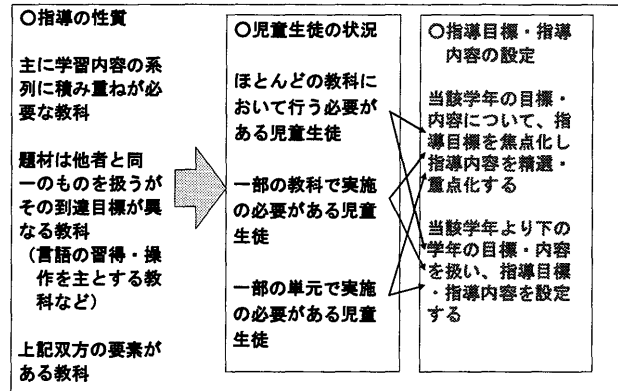 ○指導の性質
主に学習内容の系
列に積み重ねが必
要な教科
題材は他者と同
一のものを扱うが
その到達目標が異
なる教科
（言語の習得・操
作を主とする教
科など）
上記双方の要素が
ある教科
○児童生徒の状況
ほとんどの教科に
おいて行う必要が
ある児童生徒
一部の教科で実施
の必要がある児童
生徒
一部の単元で実施
の必要がある児童
生徒
○指導目標・指導
内容の設定
当該学年の目標・
内容について、指
導目標を焦点化し
指導内容を精選・
重点化する
当該学年より下の
学年の目標・内容
を扱い、指導目標
・指導内容を設定
する